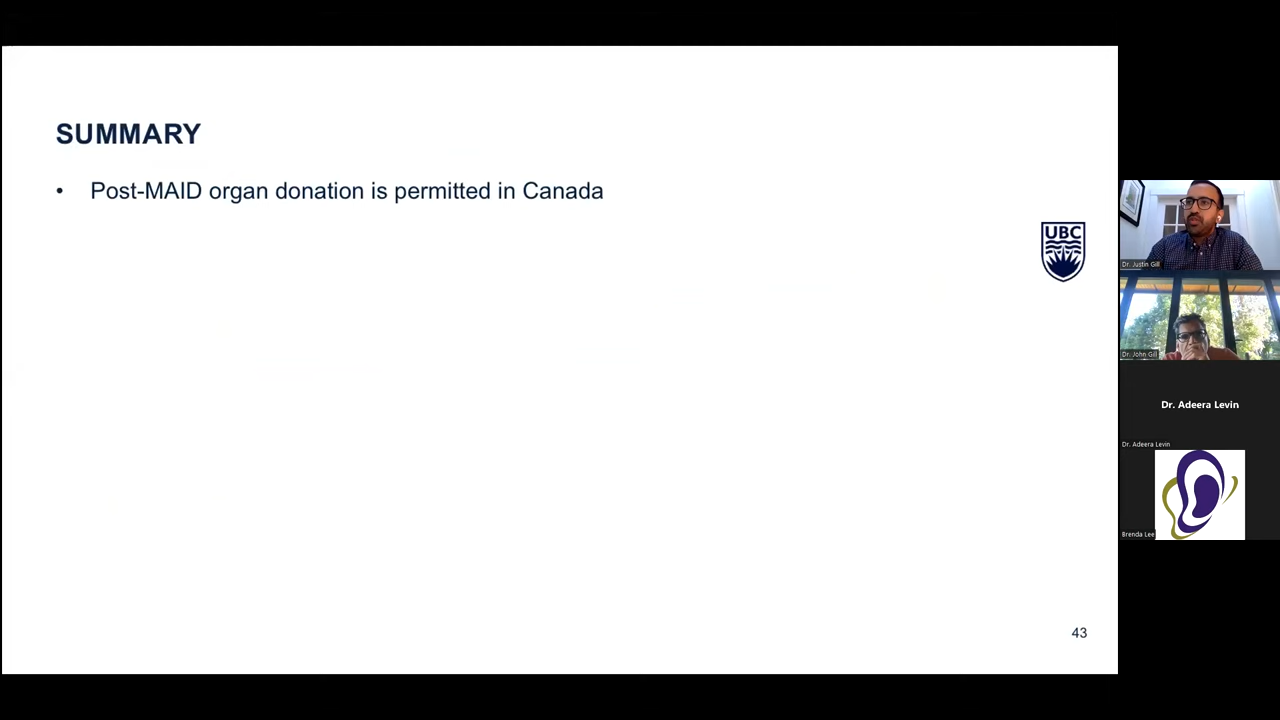 SUMMARY
• Post-MAID organ donation is permitted in Canada
UBC
43
Dr. Justin Gill
Dr. John Gill
Dr. Adeera Levin
Dr. Adeera Levin
Brenda Lee